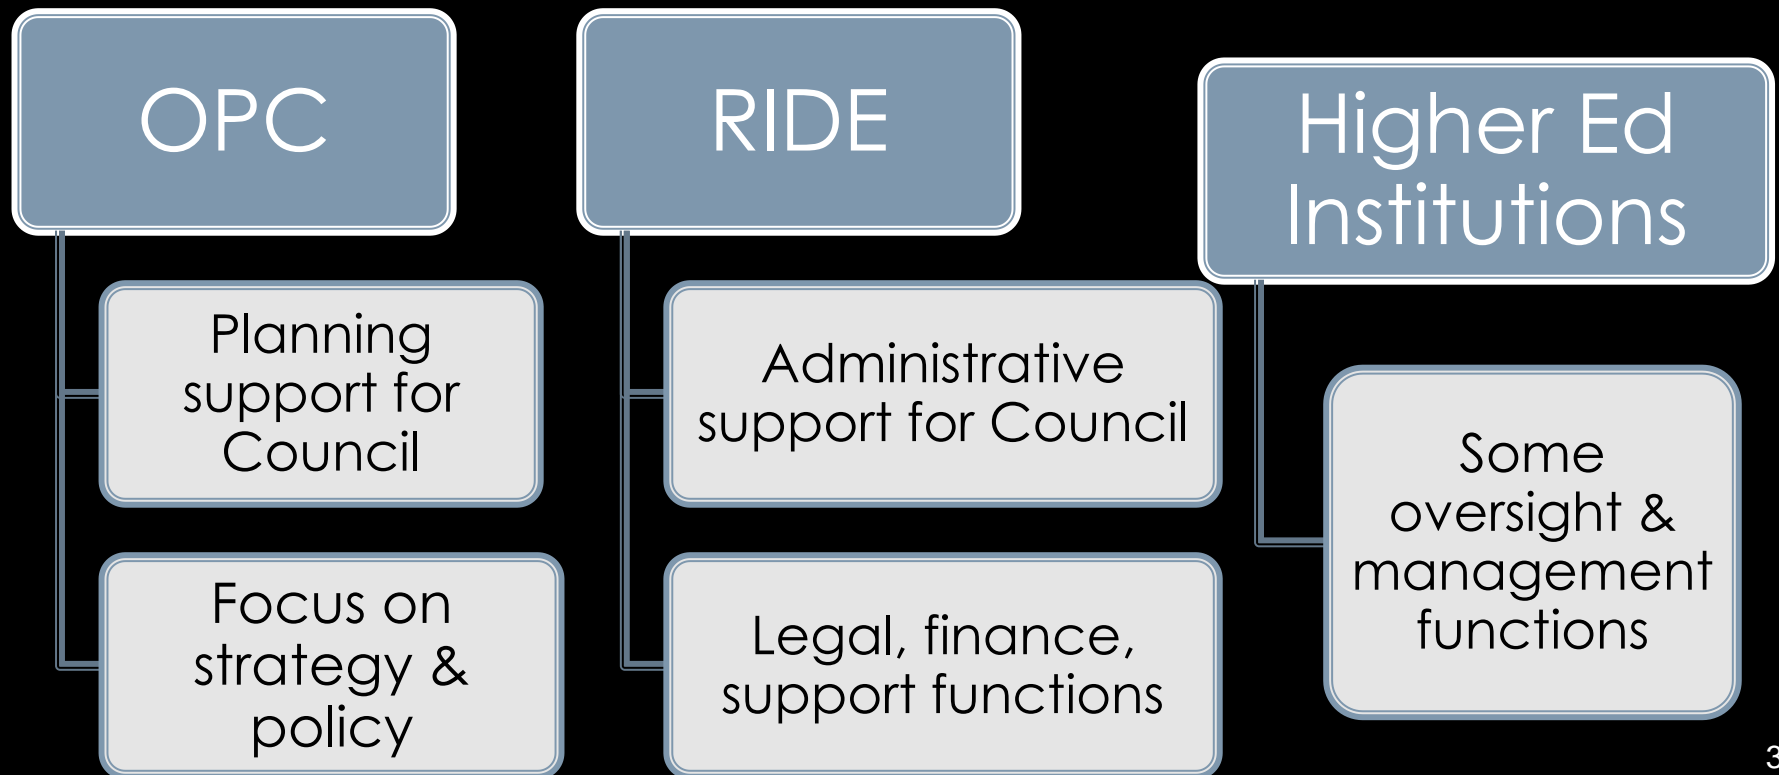 OPC
Planning
support for
Council
Focus on
strategy &
policy
RIDE
Administrative
support for Council
Legal, finance,
support functions
Higher Ed
Institutions
Some
oversight &
management
functions
3